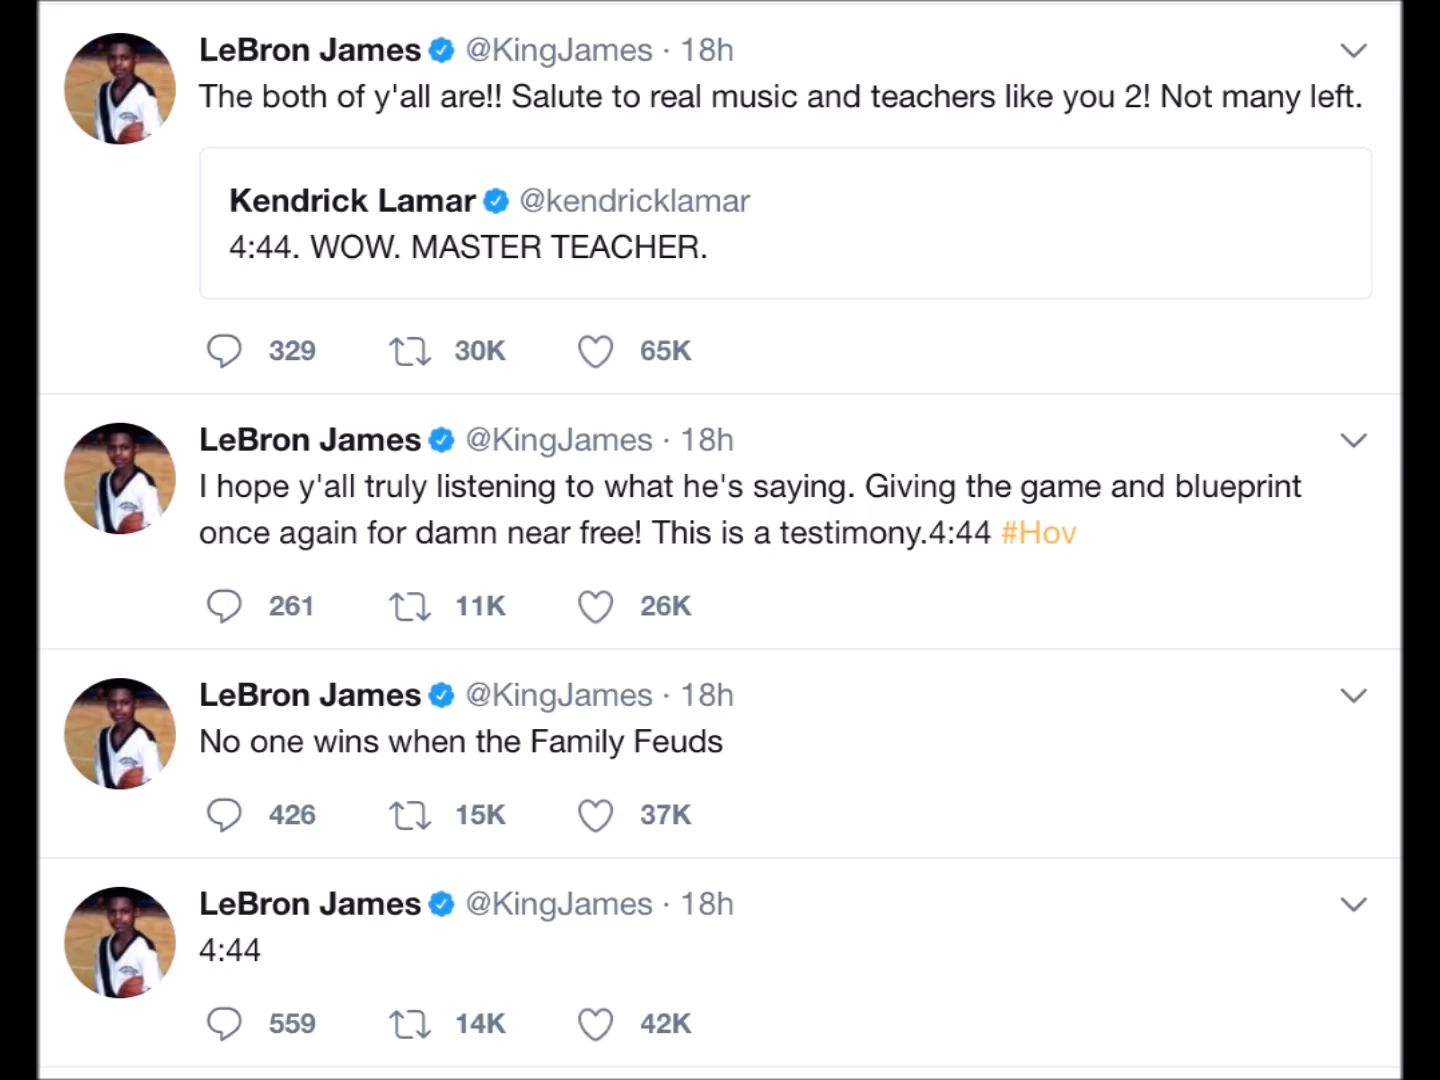 LeBron James @KingJames · 18h
The both of y'all are!! Salute to real music and teachers like you 2! Not many left.
Kendrick Lamar @kendricklamar
4:44. WOW. MASTER TEACHER.
329 30K 65K
LeBron James @KingJames · 18h
I hope y'all truly listening to what he's saying. Giving the game and blueprint
once again for damn near free! This is a testimony.4:44 #Hov
261 11K 26K
LeBron James @KingJames · 18h
No one wins when the Family Feuds
426 15K 37K
LeBron James @KingJames · 18h
4:44
559 14K 42K